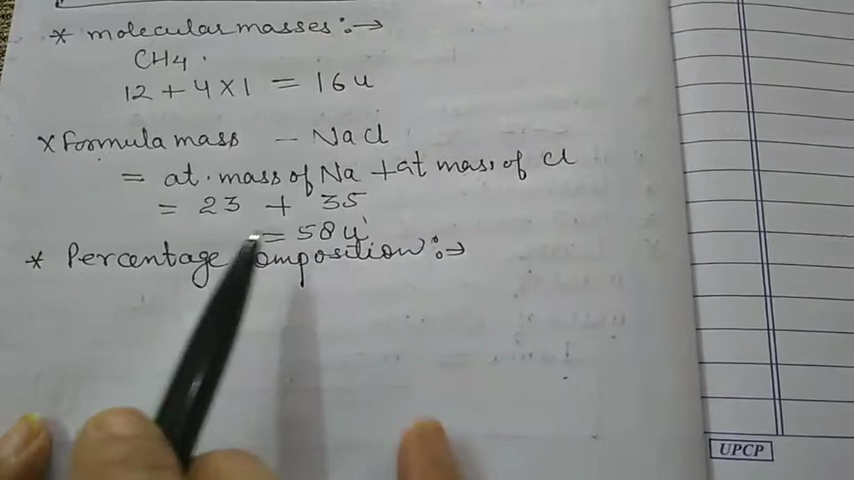 * molecular masses :→
CH4.
12 + 4 X 1 = 16 u
x Formula mass - NaCl
= at. mass of Na + at mass of Cl
= 23 + 35
= 58 u
* Percentage composition :→
UPCP